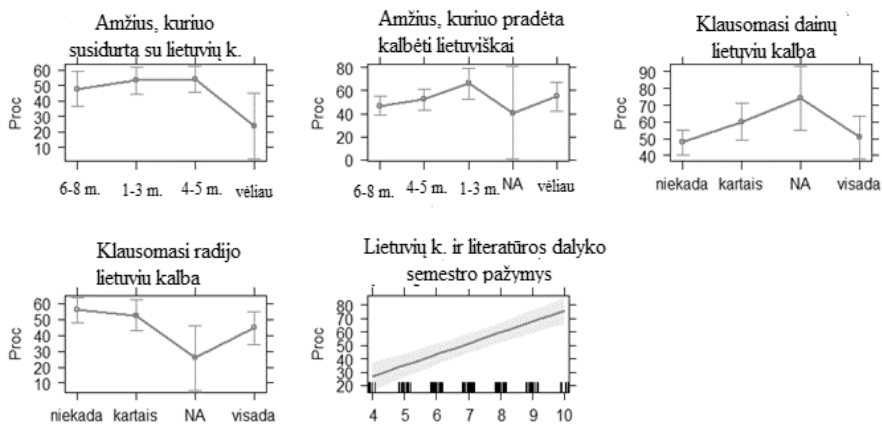 Amžius, kuriuo
susidurta su lietuvių k.
60
50
40
30
20
10
Proc
6-8 m. 1-3 m. 4-5 m. vėliau
Amžius, kuriuo pradėta
kalbėti lietuviškai
80
60
40
20
0
Proc
6-8 m. 4-5 m. 1-3 m. NA vėliau
Klausomasi dainų
lietuviu kalba
90
80
70
60
50
40
Proc
niekada kartais NA visada
Klausomasi radijo
lietuviu kalba
60
50
40
30
20
10
Proc
niekada kartais NA visada
Lietuvių k. ir literatūros dalyko
semestro pažymys
80
70
60
50
40
30
20
Proc
4 5 6 7 8 9 10